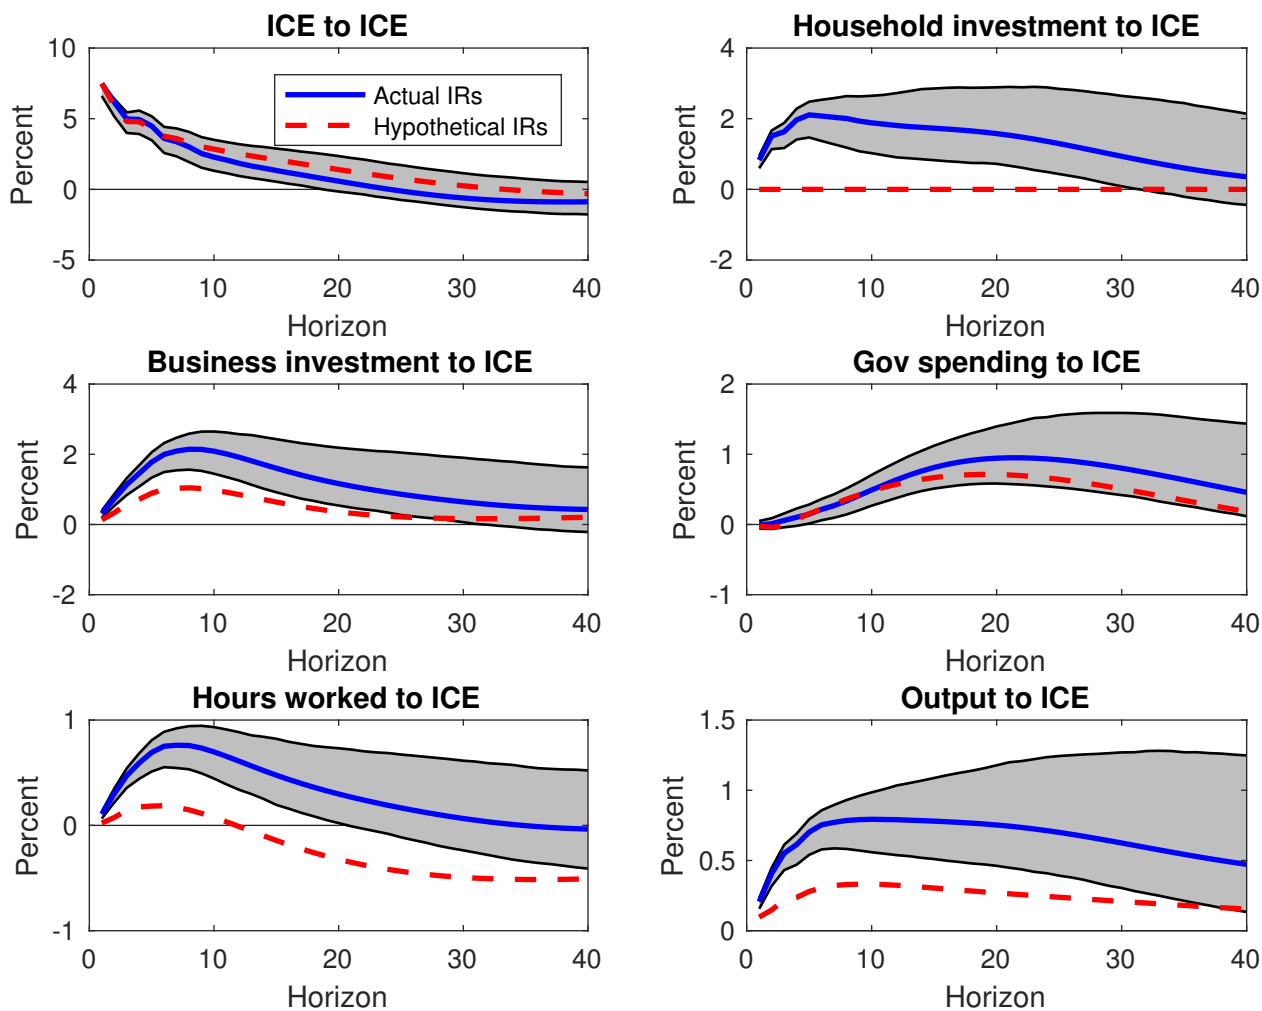 ICE to ICE
10
5
0
-5
Percent
0
10
20
30
40
Horizon
Actual IRs
Hypothetical IRs
Household investment to ICE
4
2
0
-2
Percent
0
10
20
30
40
Horizon
Business investment to ICE
4
2
0
-2
Percent
0
10
20
30
40
Horizon
Gov spending to ICE
2
1
0
-1
Percent
0
10
20
30
40
Horizon
Hours worked to ICE
1
0
-1
Percent
0
10
20
30
40
Horizon
Output to ICE
1.5
1
0.5
0
Percent
0
10
20
30
40
Horizon